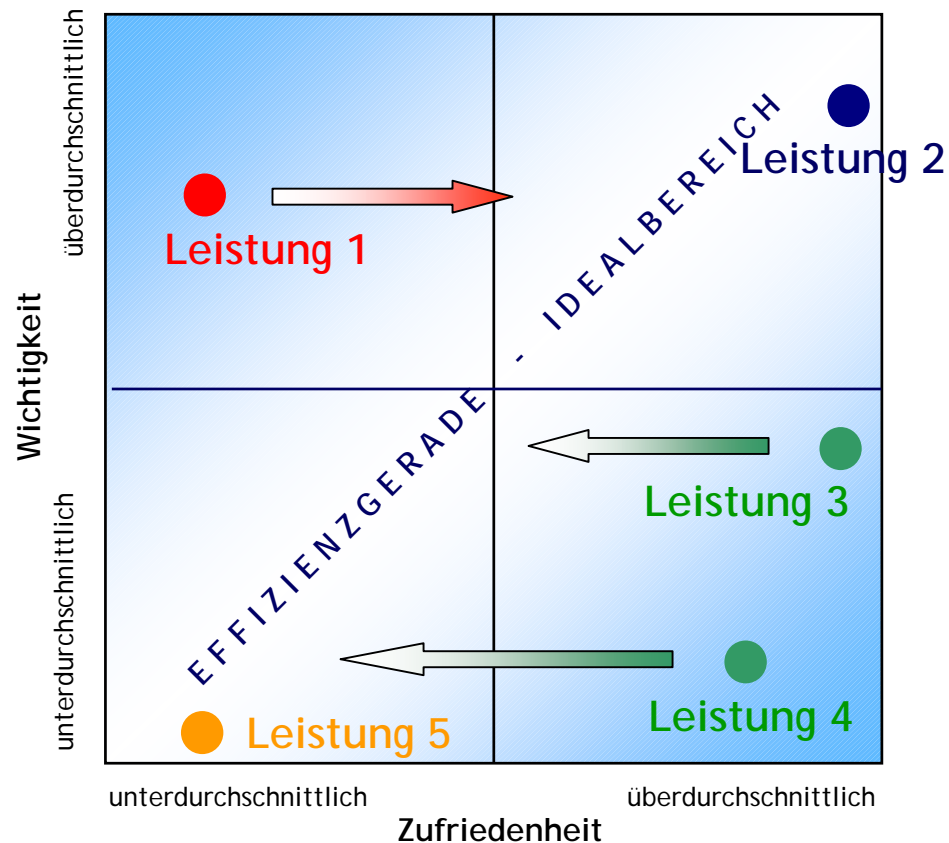 überdurchschnittlich
Wichtigkeit
unterdurchschnittlich
Leistung 1
Leistung 2
EFFIZIENZGERADE - IDEALBEREICH
Leistung 3
Leistung 4
Leistung 5
unterdurchschnittlich
überdurchschnittlich
Zufriedenheit